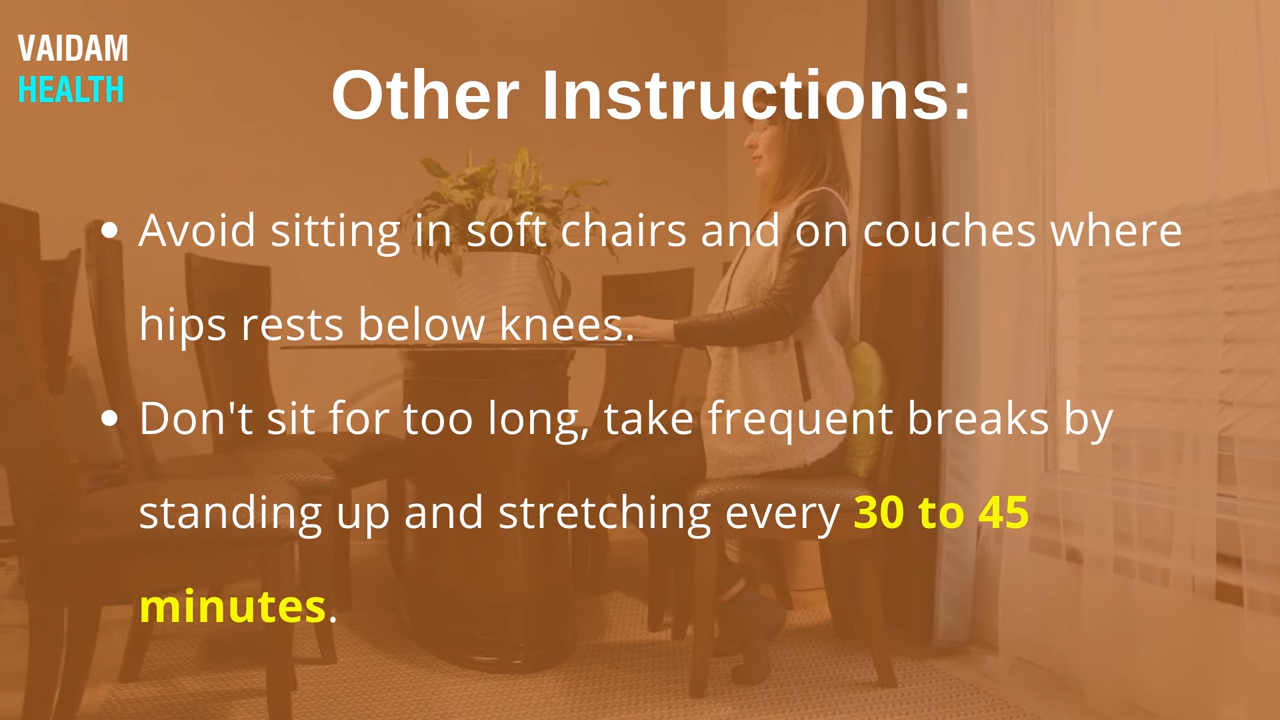 VAIDAM
HEALTH
Other Instructions:
• Avoid sitting in soft chairs and on couches where
hips rests below knees.
• Don't sit for too long, take frequent breaks by
standing up and stretching every 30 to 45
minutes.